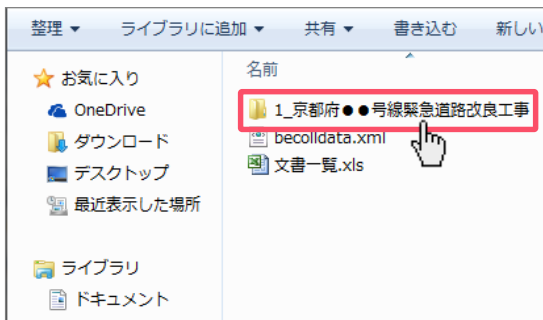 整理 ▼ ライブラリに追加 ▼ 共有 ▼ 書き込む 新しい
お気に入り
OneDrive
ダウンロード
デスクトップ
最近表示した場所
ライブラリ
ドキュメント
名前
1_京都府●●号線緊急道路改良工事
becolldata.xml
文書一覧.xls